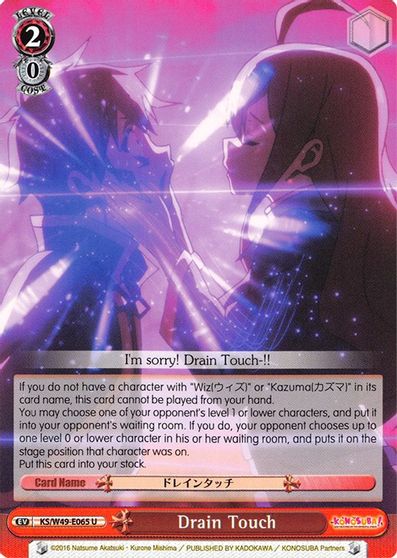 LEVEL
2
0
COST
I'm sorry! Drain Touch-!!
If you do not have a character with "Wiz(ウィズ)" or "Kazuma(カズマ)" in its
card name, this card cannot be played from your hand.
You may choose one of your opponent's level 1 or lower characters, and put it
into your opponent's waiting room. If you do, your opponent chooses up to
one level 0 or lower character in his or her waiting room, and puts it on the
stage position that character was on.
Put this card into your stock.
Card Name ドレインタッチ
EV KS/W49-E065 U Drain Touch KONOSUBA!
©2016 Natsume Akatsuki・Kurone Mishima / PUBLISHED BY KADOKAWA / KONOSUBA Partners